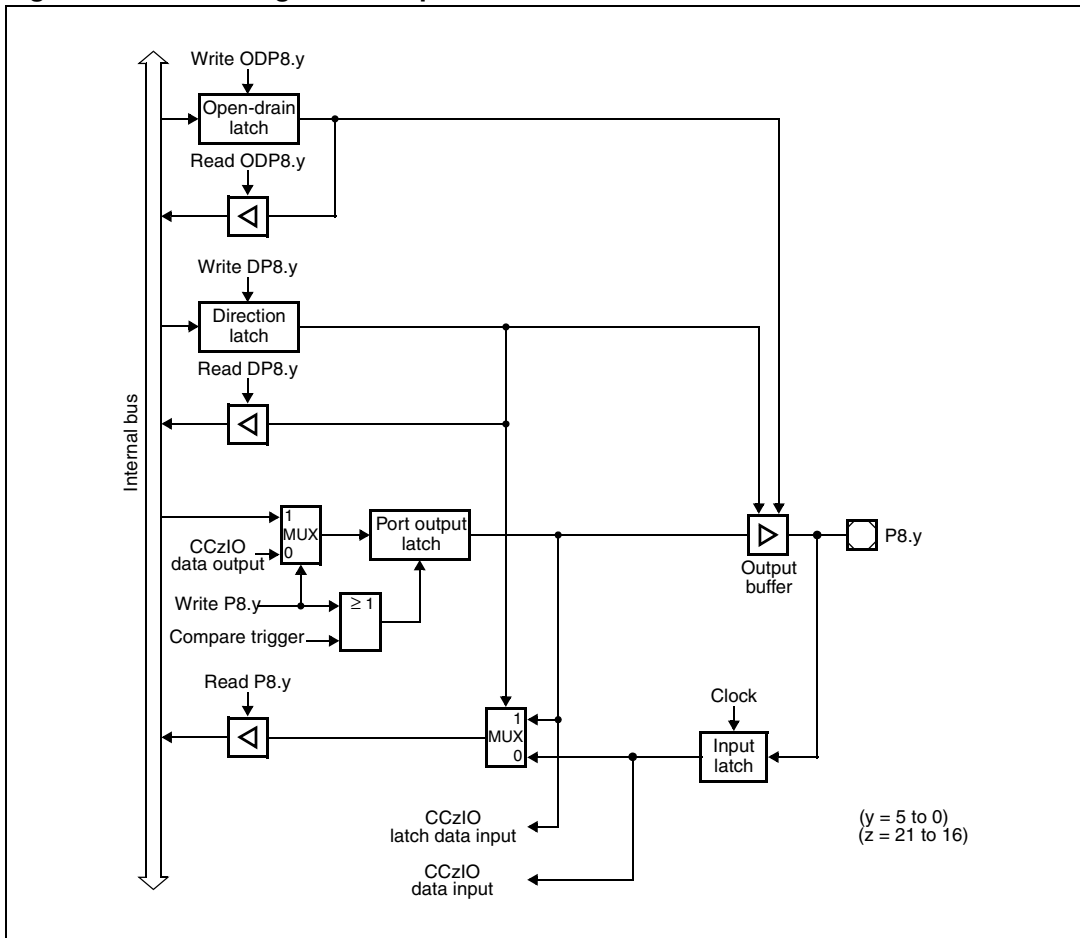 Write ODP8.y
Open-drain
latch
Read ODP8.y
Write DP8.y
Direction
latch
Read DP8.y
Internal bus
1
MUX
0
CCzIO
data output
Port output
latch
Write P8.y
≥ 1
Compare trigger
Output
buffer
P8.y
Read P8.y
1
MUX
0
Clock
Input
latch
CCzIO
latch data input
CCzIO
data input
(y = 5 to 0)
(z = 21 to 16)